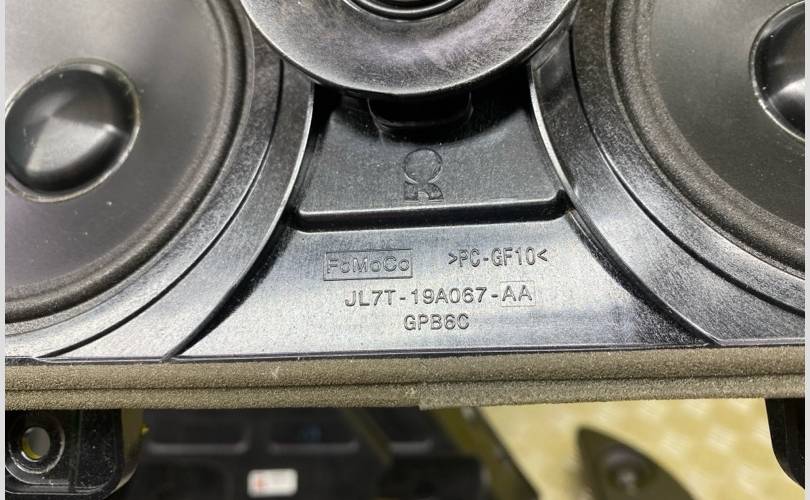 FoMoCo >PC-GF10<
JL7T-19A067-AA
GPB6C